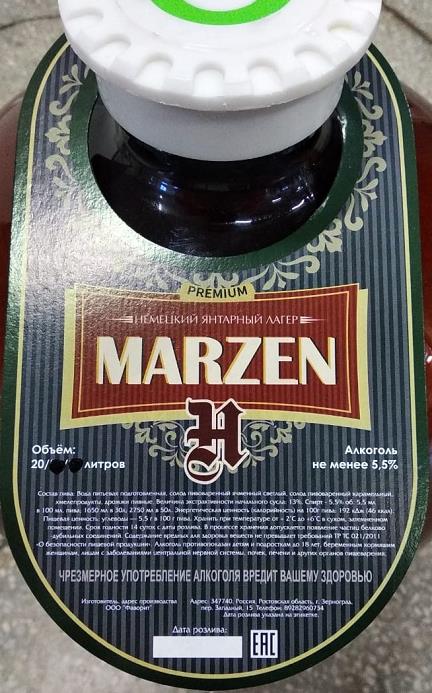 PREMIUM
НЕМЕЦКИЙ ЯНТАРНЫЙ ЛАГЕР
MARZEN
Н
Объём:
20/ литров
Алкоголь
не менее 5,5%
Состав пива: Вода питьевая подготовленная, солод пивоваренный ячменный светлый, солод пивоваренный карамельный,
хмелепродукты, дрожжи пивные. Величина экстрактивности начального сусла: 13%. Спирт - 5,5% об: 5,5 мл
в 100 мл. пива; 1650 мл в 30л; 2750 мл в 50л. Энергетическая ценность (калорийность) на 100г пива: 192 кДж (46 ккал).
Пищевая ценность: углеводы — 5,5 г в 100 г пива. Хранить при температуре от - 2˚С до +6˚С в сухом, затемненном
помещении. Срок годности 14 суток с даты розлива. В процессе хранения допускается появление частиц белково
-дубильных соединений. Содержание вредных для здоровья веществ не превышает требований ТР ТС 021/2011
«О безопасности пищевой продукции». Алкоголь противопоказан детям и подросткам до 18 лет, беременным кормящим
женщинам, лицам с заболеваниями центральной нервной системы, почек, печени и других органов пищеварения.
ЧРЕЗМЕРНОЕ УПОТРЕБЛЕНИЕ АЛКОГОЛЯ ВРЕДИТ ВАШЕМУ ЗДОРОВЬЮ
Изготовитель, адрес производства
ООО "Фаворит"
Адрес: 347740, Россия, Ростовская область, г. Зерноград,
пер. Западный, 15 Телефон: 89282960734
Дата розлива указана на этикетке.
Дата розлива:
EAC